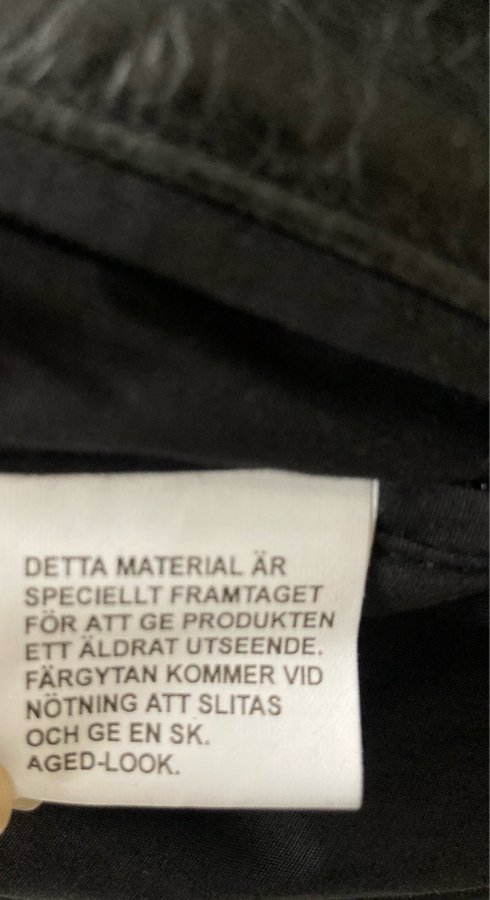 DETTA MATERIAL ÄR
SPECIELLT FRAMTAGET
FÖR ATT GE PRODUKTEN
ETT ÄLDRAT UTSEENDE.
FÄRGYTAN KOMMER VID
NÖTNING ATT SLITAS
OCH GE EN SK.
AGED-LOOK.